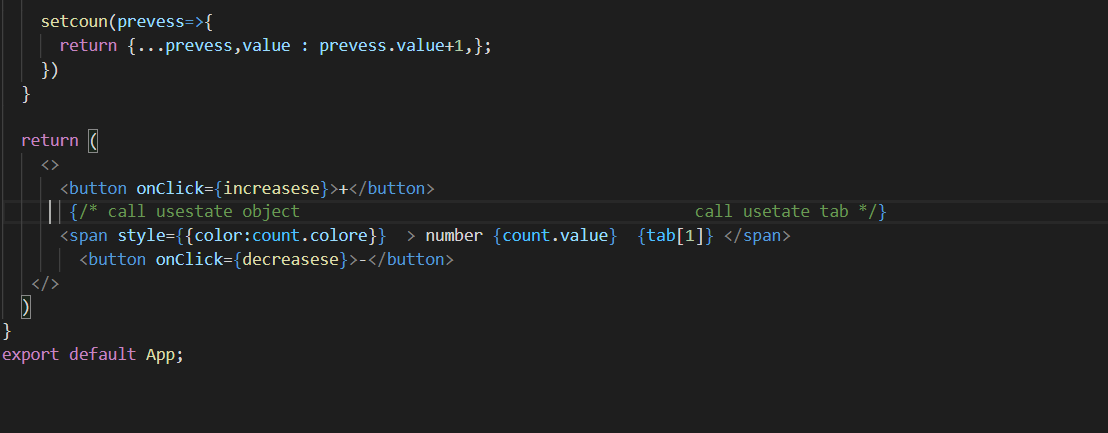 setcoun(prevess=>{
return {...prevess,value : prevess.value+1,};
})
}
return (
<>
<button onClick={increasese}>+</button>
{/* call usestate object                                         call usetate tab */}
<span style={{color:count.colore}}  > number {count.value}  {tab[1]} </span>
<button onClick={decreasese}>-</button>
</>
)
}
export default App;